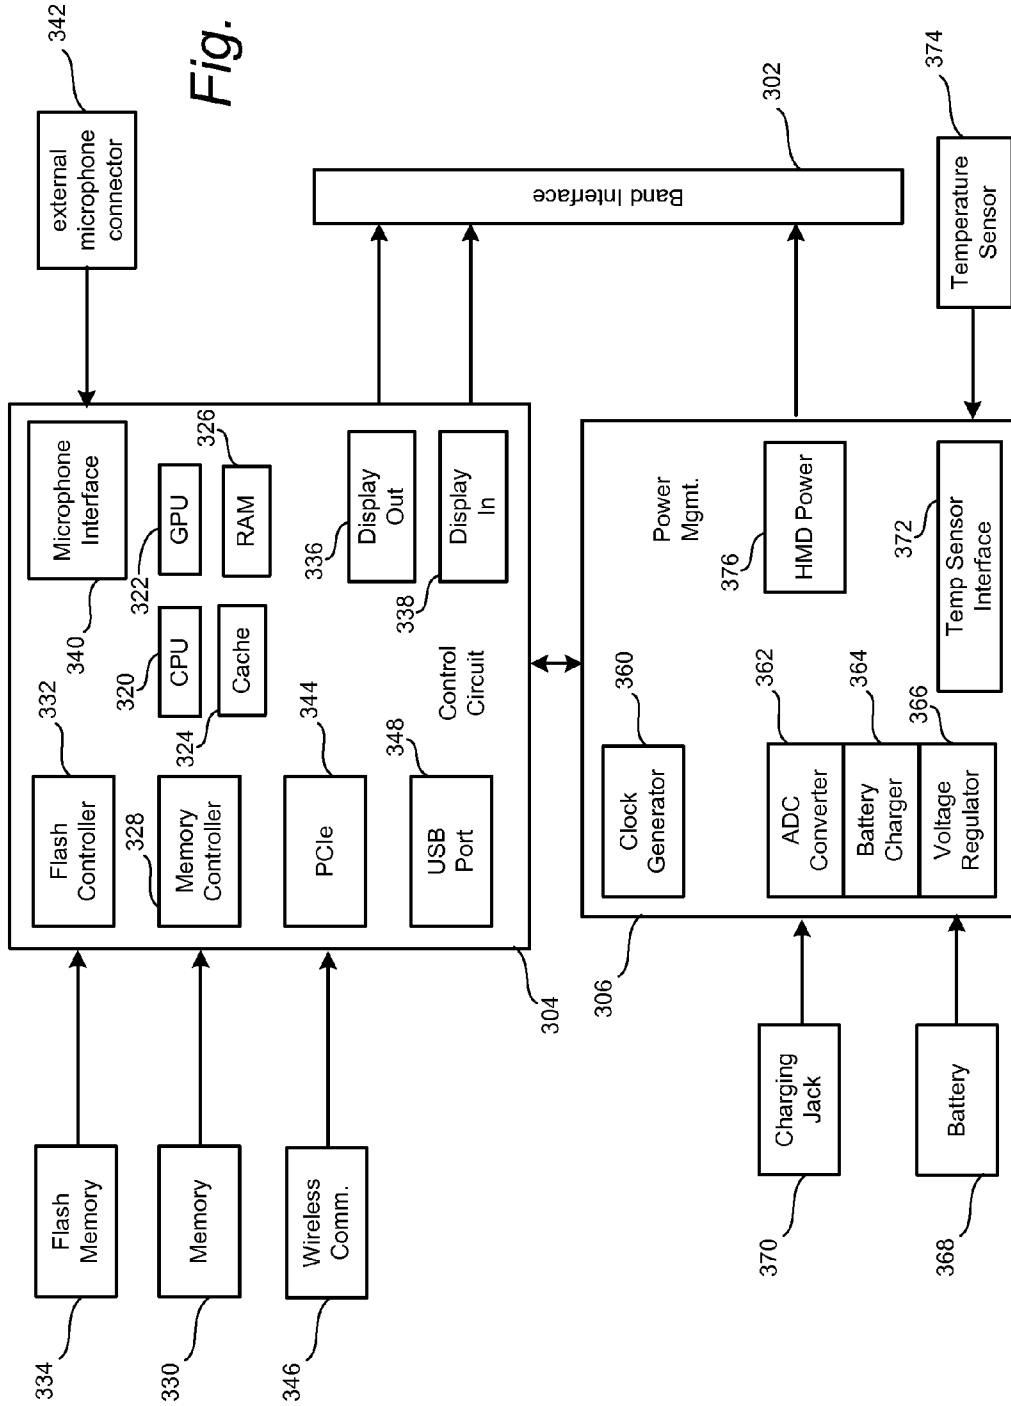 Fig.
334
Flash
Memory
330
Memory
346
Wireless
Comm.
332
Flash
Controller
328
Memory
Controller
344
PCIe
348
USB
Port
304
320
CPU
322
GPU
324
Cache
326
RAM
340
Microphone
Interface
336
Display
Out
338
Display
In
Control
Circuit
342
external
microphone
connector
302
Band Interface
306
360
Clock
Generator
362
ADC
Converter
364
Battery
Charger
366
Voltage
Regulator
Power
Mgmt.
376
HMD Power
372
Temp Sensor
Interface
374
Temperature
Sensor
370
Charging
Jack
368
Battery